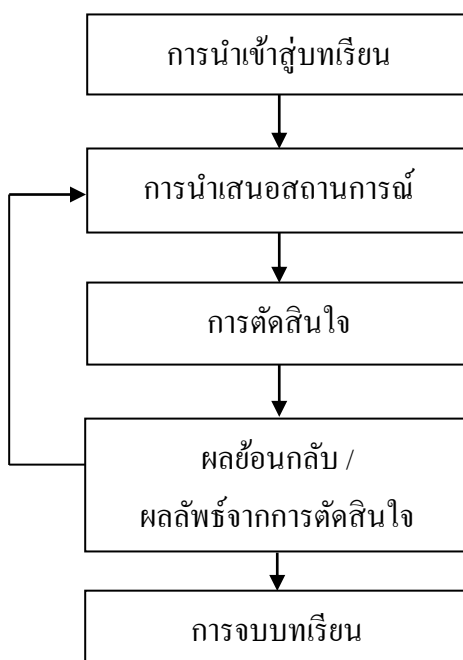 การนำเข้าสู่บทเรียน
การนำเสนอสถานการณ์
การตัดสินใจ
ผลย้อนกลับ /
ผลลัพธ์จากการตัดสินใจ
การจบบทเรียน